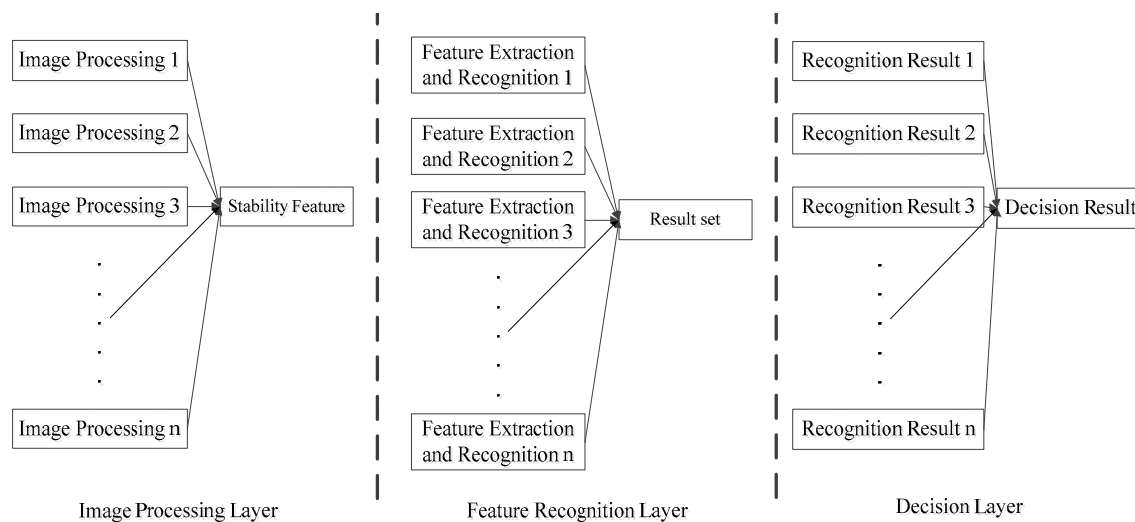 Image Processing 1
Image Processing 2
Image Processing 3
Image Processing n
Stability Feature
Image Processing Layer
Feature Extraction
and Recognition 1
Feature Extraction
and Recognition 2
Feature Extraction
and Recognition 3
Feature Extraction
and Recognition n
Result set
Feature Recognition Layer
Recognition Result 1
Recognition Result 2
Recognition Result 3
Recognition Result n
Decision Result
Decision Layer